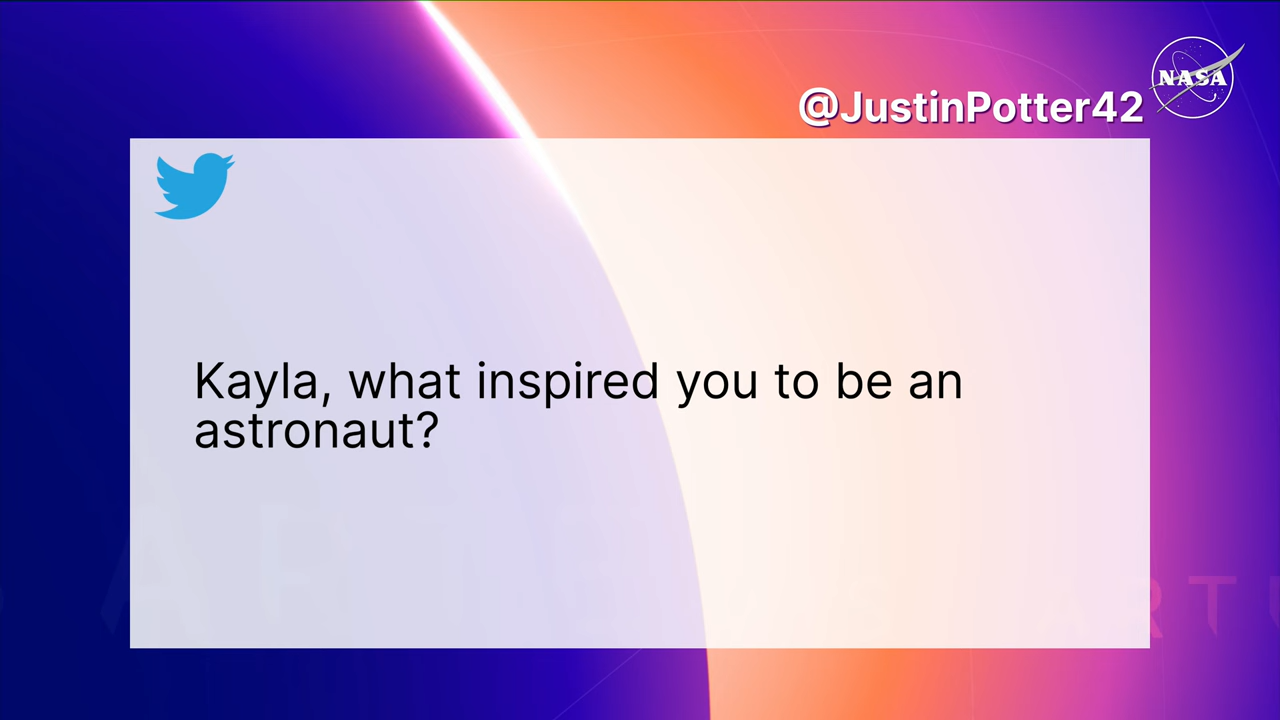 @JustinPotter42
NASA
Kayla, what inspired you to be an
astronaut?